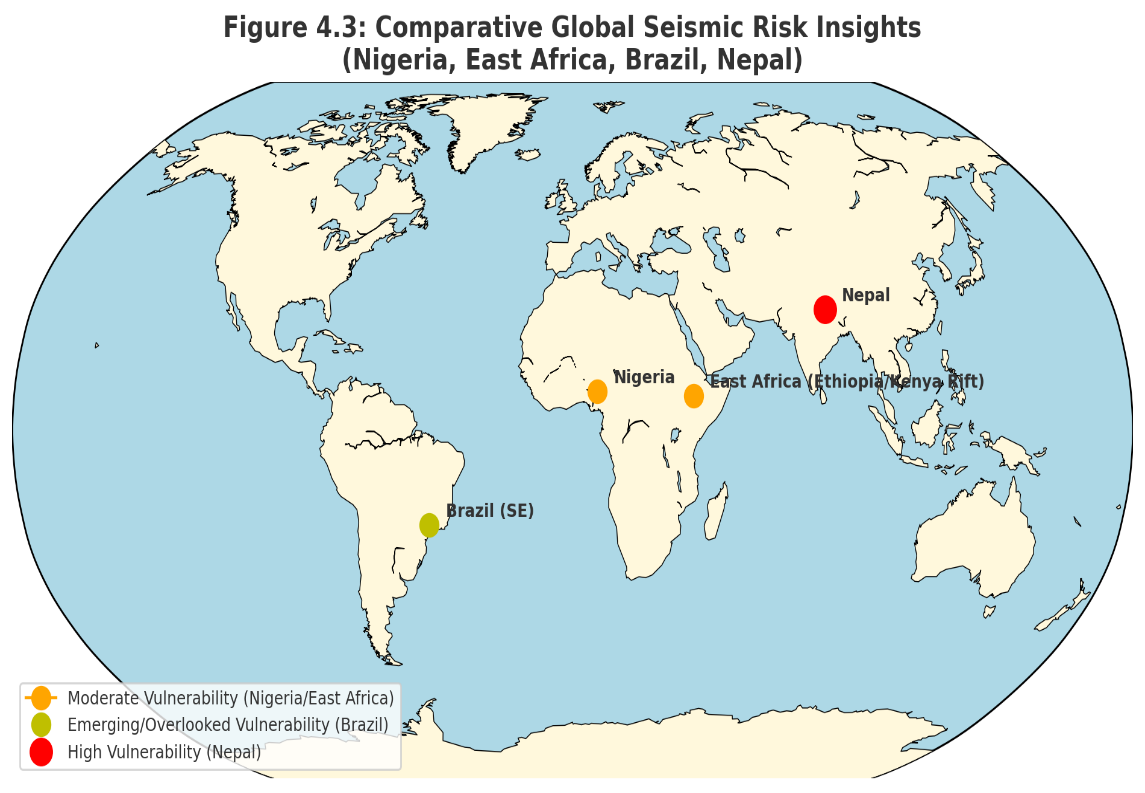 Figure 4.3: Comparative Global Seismic Risk Insights
(Nigeria, East Africa, Brazil, Nepal)
Nepal
Nigeria
East Africa (Ethiopia/Kenya Rift)
Brazil (SE)
Moderate Vulnerability (Nigeria/East Africa)
Emerging/Overlooked Vulnerability (Brazil)
High Vulnerability (Nepal)